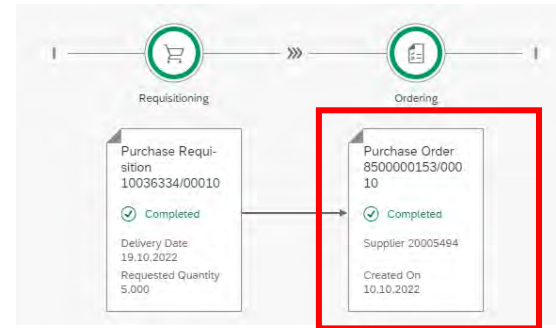 Requisitioning
Ordering
Purchase Requi-
sition
10036334/00010
Completed
Delivery Date
19.10.2022
Requested Quantity
5,000
Purchase Order
8500000153/000
10
Completed
Supplier 20005494
Created On
10.10.2022